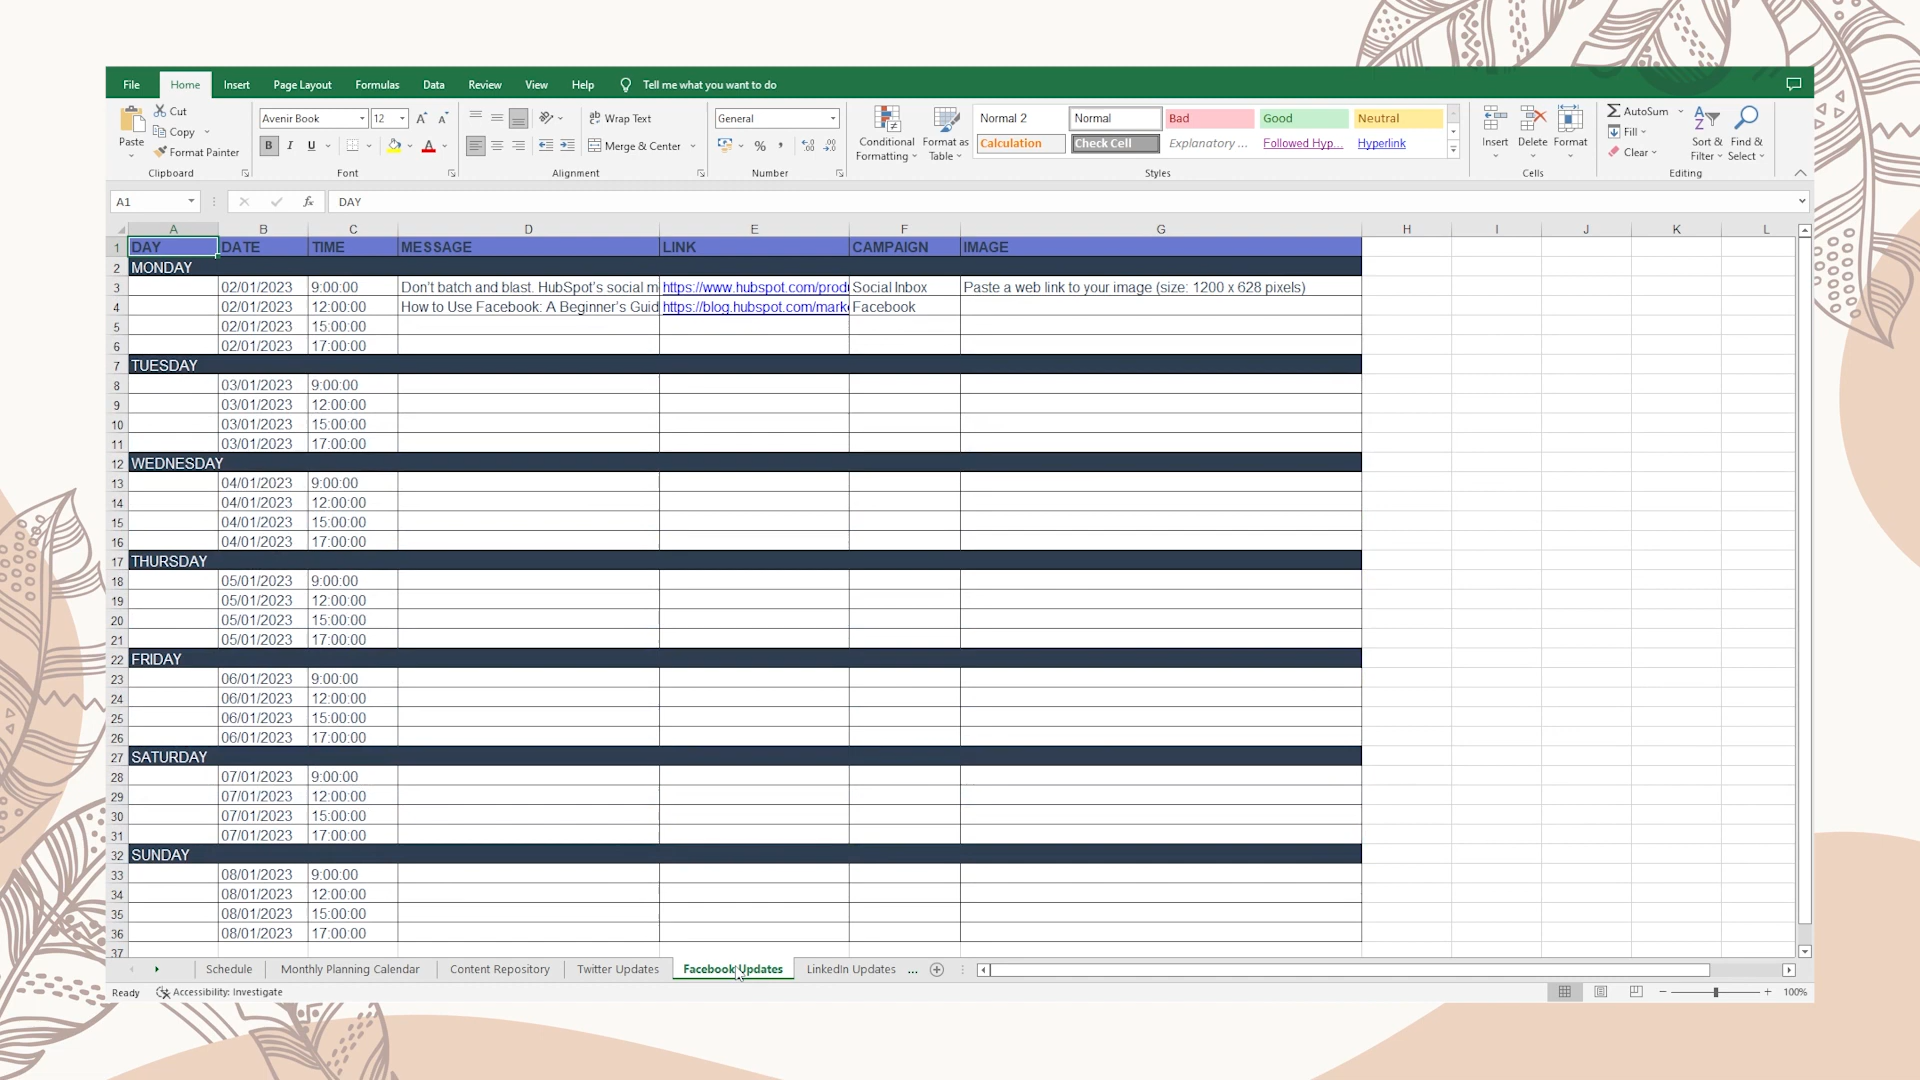 File Home Insert Page Layout Formulas Data Review View Help Tell me what you want to do
Paste Cut Copy Format Painter
Avenir Book 12
B I U
Wrap Text
Merge & Center
General
Conditional Formatting
Format as Table
Normal 2 Normal Bad Good Neutral
Calculation Check Cell Explanatory ... Followed Hyp... Hyperlink
Insert Delete Format
AutoSum
Fill
Clear
Sort & Filter
Find & Select
Clipboard Font Alignment Number Styles Cells Editing
A1 fx DAY
A B C D E F G H I J K L
1 DAY DATE TIME MESSAGE LINK CAMPAIGN IMAGE
2 MONDAY
3 02/01/2023 9:00:00 Don't batch and blast. HubSpot's social m https://www.hubspot.com/prod Social Inbox Paste a web link to your image (size: 1200 x 628 pixels)
4 02/01/2023 12:00:00 How to Use Facebook: A Beginner's Guid https://blog.hubspot.com/mark Facebook
5 02/01/2023 15:00:00
6 02/01/2023 17:00:00
7 TUESDAY
8 03/01/2023 9:00:00
9 03/01/2023 12:00:00
10 03/01/2023 15:00:00
11 03/01/2023 17:00:00
12 WEDNESDAY
13 04/01/2023 9:00:00
14 04/01/2023 12:00:00
15 04/01/2023 15:00:00
16 04/01/2023 17:00:00
17 THURSDAY
18 05/01/2023 9:00:00
19 05/01/2023 12:00:00
20 05/01/2023 15:00:00
21 05/01/2023 17:00:00
22 FRIDAY
23 06/01/2023 9:00:00
24 06/01/2023 12:00:00
25 06/01/2023 15:00:00
26 06/01/2023 17:00:00
27 SATURDAY
28 07/01/2023 9:00:00
29 07/01/2023 12:00:00
30 07/01/2023 15:00:00
31 07/01/2023 17:00:00
32 SUNDAY
33 08/01/2023 9:00:00
34 08/01/2023 12:00:00
35 08/01/2023 15:00:00
36 08/01/2023 17:00:00
37
Schedule Monthly Planning Calendar Content Repository Twitter Updates Facebook Updates LinkedIn Updates ...
Ready Accessibility: Investigate 100%